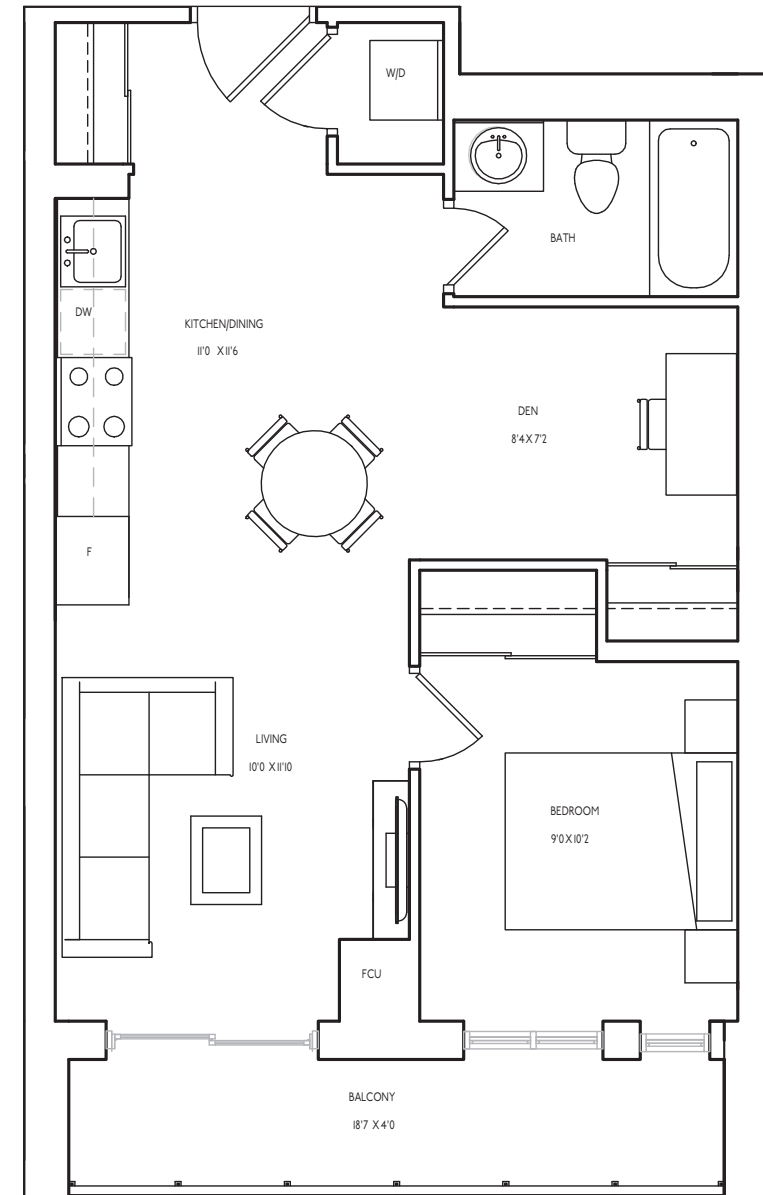 W/D
BATH
DW
KITCHEN/DINING
11'0 X 11'6
DEN
8'4 X 7'2
F
LIVING
10'0 X 11'10
BEDROOM
9'0 X 10'2
FCU
BALCONY
18'7 X 4'0